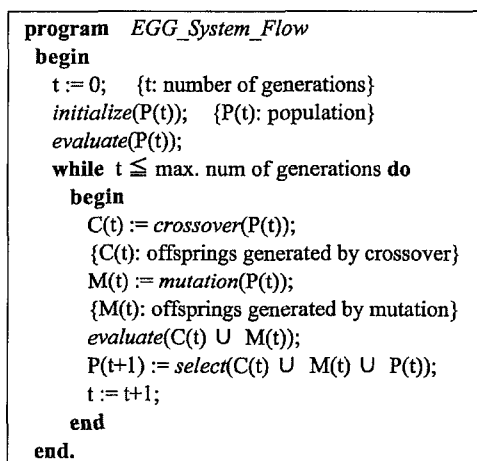 program EGG_System_Flow
begin
t := 0; {t: number of generations}
initialize(P(t)); {P(t): population}
evaluate(P(t));
while t ≦ max. num of generations do
begin
C(t) := crossover(P(t));
{C(t): offsprings generated by crossover}
M(t) := mutation(P(t));
{M(t): offsprings generated by mutation}
evaluate(C(t) ∪ M(t));
P(t+1) := select(C(t) ∪ M(t) ∪ P(t));
t := t+1;
end
end.